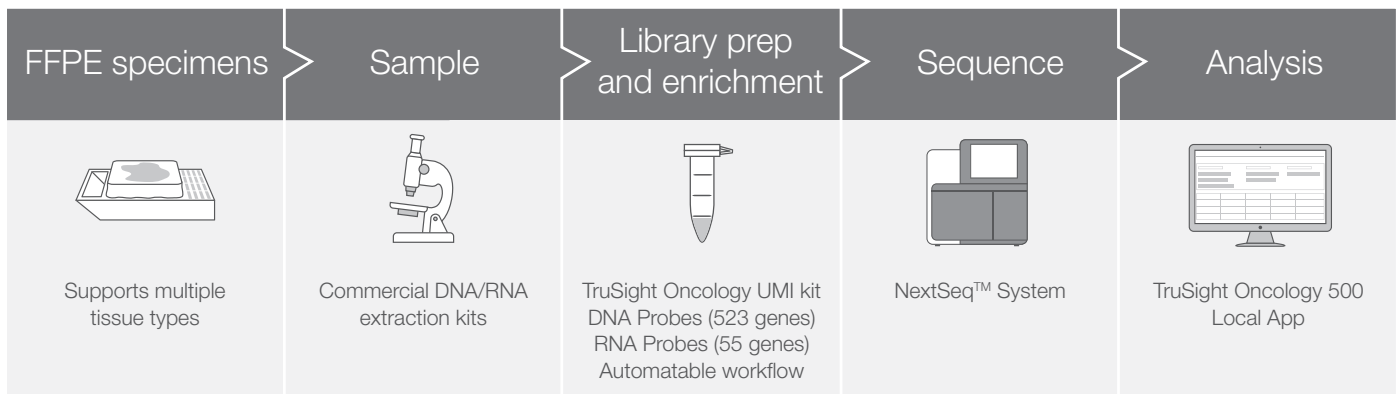 FFPE specimens
Sample
Library prep
and enrichment
Sequence
Analysis
Supports multiple
tissue types
Commercial DNA/RNA
extraction kits
TruSight Oncology UMI kit
DNA Probes (523 genes)
RNA Probes (55 genes)
Automatable workflow
NextSeq™ System
TruSight Oncology 500
Local App